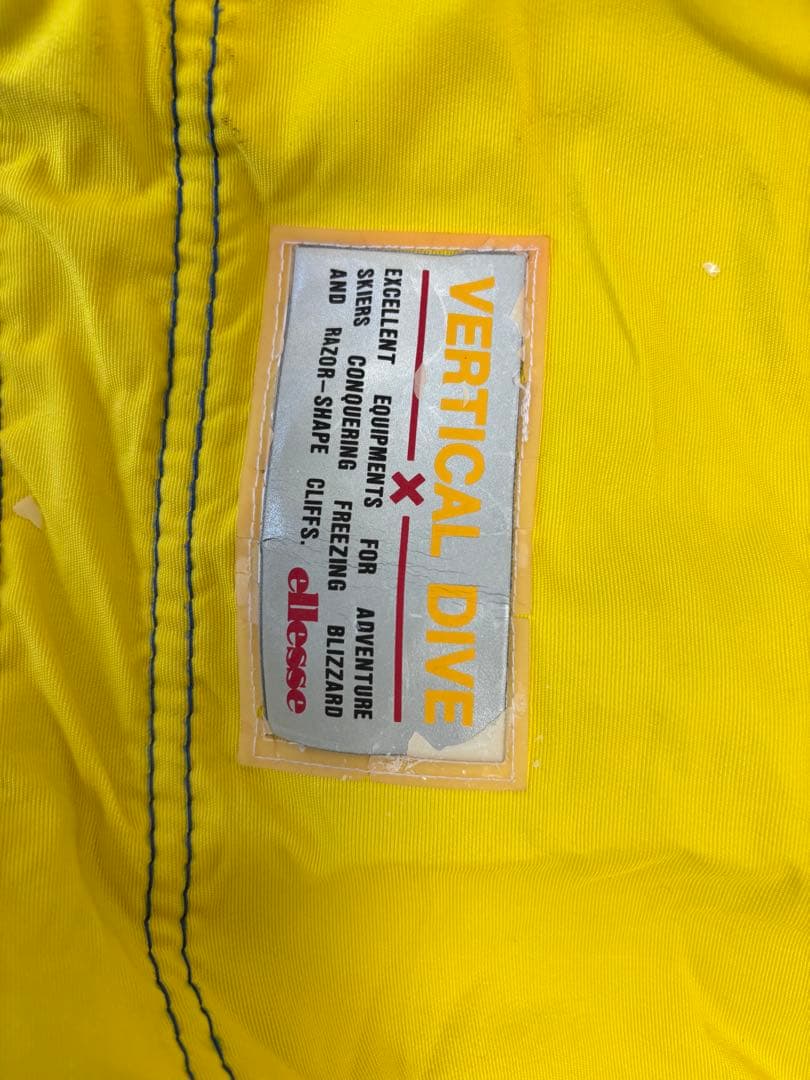 VERTICAL DIVE
×
EXCELLENT EQUIPMENTS FOR ADVENTURE
SKIERS CONQUERING FREEZING BLIZZARD
AND RAZOR-SHAPE CLIFFS.
ellesse